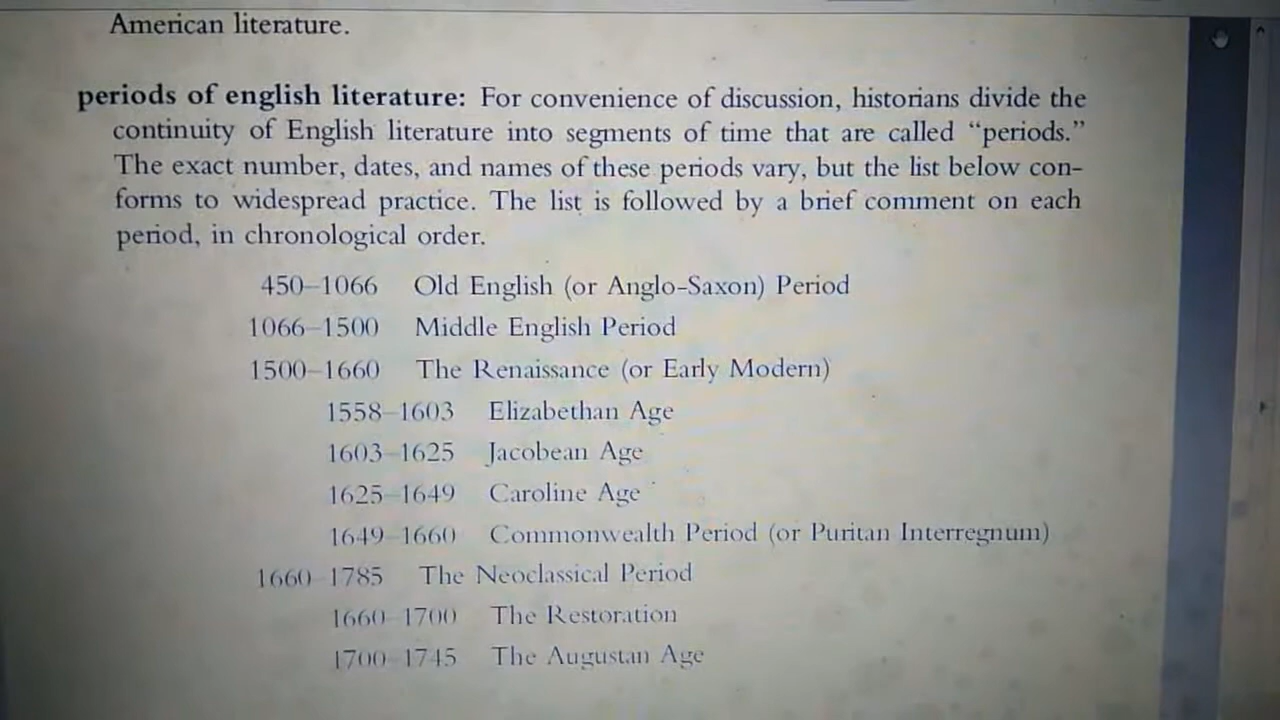 American literature.
periods of english literature: For convenience of discussion, historians divide the
continuity of English literature into segments of time that are called “periods.”
The exact number, dates, and names of these periods vary, but the list below con-
forms to widespread practice. The list is followed by a brief comment on each
period, in chronological order.
450–1066 Old English (or Anglo-Saxon) Period
1066–1500 Middle English Period
1500–1660 The Renaissance (or Early Modern)
1558–1603 Elizabethan Age
1603–1625 Jacobean Age
1625–1649 Caroline Age
1649–1660 Commonwealth Period (or Puritan Interregnum)
1660–1785 The Neoclassical Period
1660–1700 The Restoration
1700–1745 The Augustan Age